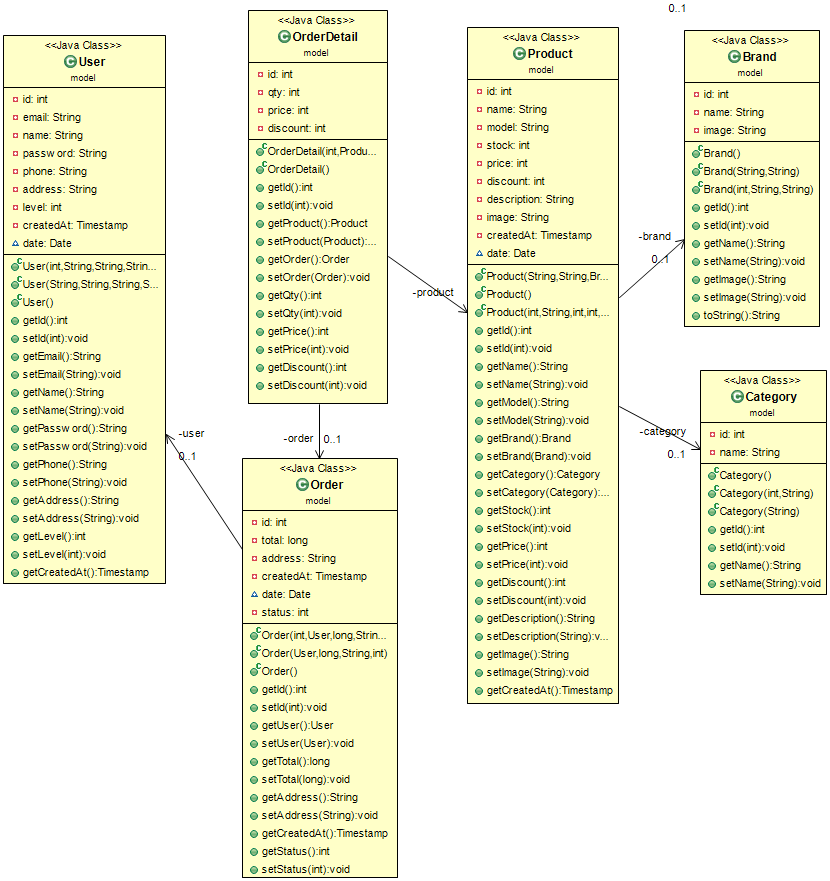 0..1
<<Java Class>>
User
model
id: int
email: String
name: String
password: String
phone: String
address: String
level: int
createdAt: Timestamp
date: Date
User(int,String,String,Strin...
User(String,String,String,S...
User()
getId():int
setId(int):void
getEmail():String
setEmail(String):void
getName():String
setName(String):void
getPassword():String
setPassword(String):void
getPhone():String
setPhone(String):void
getAddress():String
setAddress(String):void
getLevel():int
setLevel(int):void
getCreatedAt():Timestamp
-user
0..1
<<Java Class>>
OrderDetail
model
id: int
qty: int
price: int
discount: int
OrderDetail(int,Produ...
OrderDetail()
getId():int
setId(int):void
getProduct():Product
setProduct(Product):...
getOrder():Order
setOrder(Order):void
getQty():int
setQty(int):void
getPrice():int
setPrice(int):void
getDiscount():int
setDiscount(int):void
-product
-order
0..1
<<Java Class>>
Order
model
id: int
total: long
address: String
createdAt: Timestamp
date: Date
status: int
Order(int,User,long,Strin...
Order(User,long,String,int)
Order()
getId():int
setId(int):void
getUser():User
setUser(User):void
getTotal():long
setTotal(long):void
getAddress():String
setAddress(String):void
getCreatedAt():Timestamp
getStatus():int
setStatus(int):void
<<Java Class>>
Product
model
id: int
name: String
model: String
stock: int
price: int
discount: int
description: String
image: String
createdAt: Timestamp
date: Date
Product(String,String,Br...
Product()
Product(int,String,int,int,...
getId():int
setId(int):void
getName():String
setName(String):void
getModel():String
setModel(String):void
getBrand():Brand
setBrand(Brand):void
getCategory():Category
setCategory(Category):...
getStock():int
setStock(int):void
getPrice():int
setPrice(int):void
getDiscount():int
setDiscount(int):void
getDescription():String
setDescription(String):v...
getImage():String
setImage(String):void
getCreatedAt():Timestamp
-brand
0..1
-category
0..1
<<Java Class>>
Brand
model
id: int
name: String
image: String
Brand()
Brand(String,String)
Brand(int,String,String)
getId():int
setId(int):void
getName():String
setName(String):void
getImage():String
setImage(String):void
toString():String
<<Java Class>>
Category
model
id: int
name: String
Category()
Category(int,String)
Category(String)
getId():int
setId(int):void
getName():String
setName(String):void